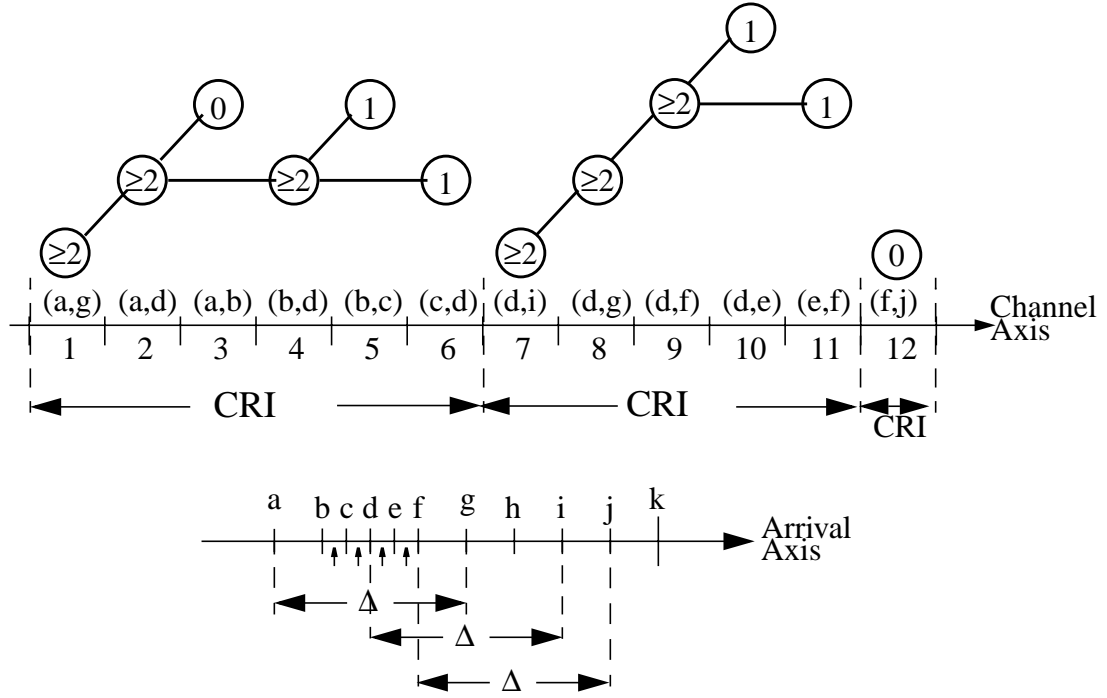 1
0
1
≥2
1
≥2
≥2
1
≥2
≥2
≥2
≥2
0
(a,g) (a,d) (a,b) (b,d) (b,c) (c,d) (d,i) (d,g) (d,f) (d,e) (e,f) (f,j)
Channel
Axis
1 2 3 4 5 6 7 8 9 10 11 12
CRI CRI
CRI
a b c d e f g h i j k
Arrival
Axis
Δ
Δ
Δ